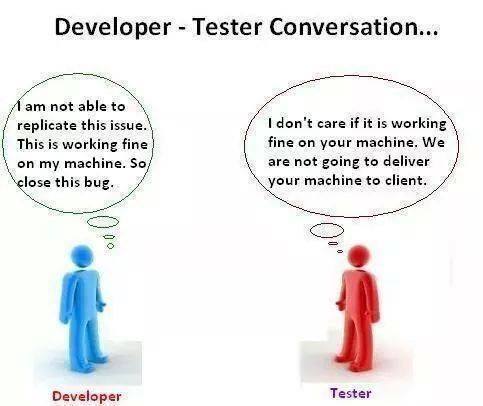 Developer - Tester Conversation...
I am not able to
replicate this issue.
This is working fine
on my machine. So
close this bug.
I don't care if it is working
fine on your machine. We
are not going to deliver
your machine to client.
Developer
Tester